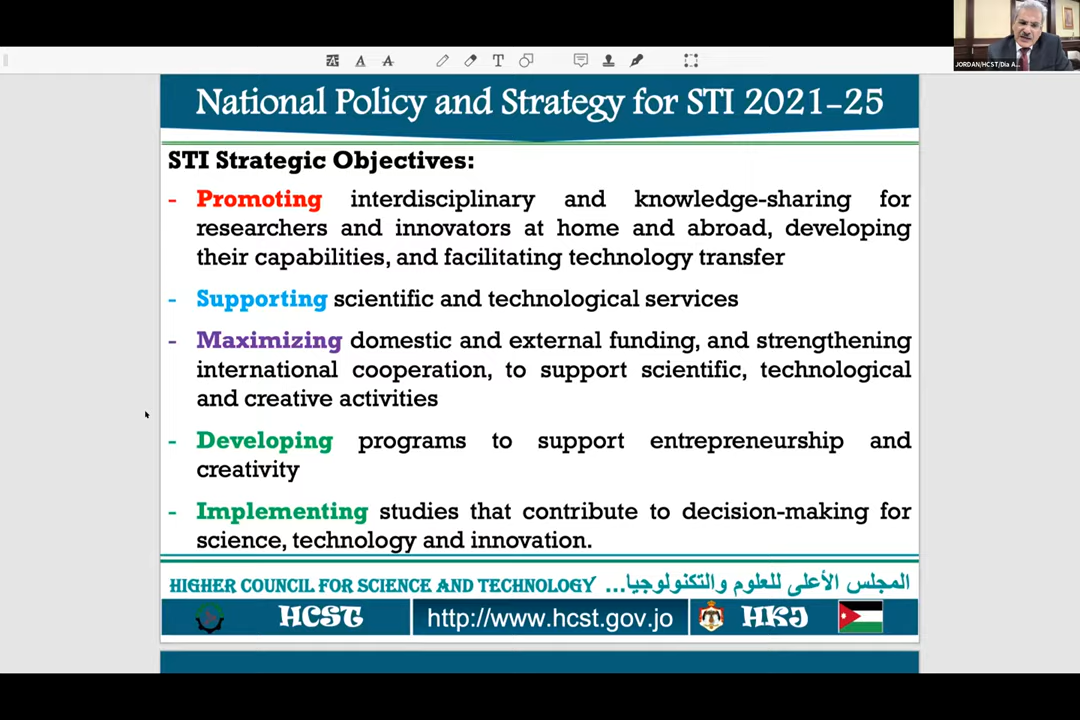 JORDAN/HCST/Dia A...
National Policy and Strategy for STI 2021-25
STI Strategic Objectives:
- Promoting interdisciplinary and knowledge-sharing for
researchers and innovators at home and abroad, developing
their capabilities, and facilitating technology transfer
- Supporting scientific and technological services
- Maximizing domestic and external funding, and strengthening
international cooperation, to support scientific, technological
and creative activities
- Developing programs to support entrepreneurship and
creativity
- Implementing studies that contribute to decision-making for
science, technology and innovation.
HIGHER COUNCIL FOR SCIENCE AND TECHNOLOGY ...المجلس الأعلى للعلوم والتكنولوجيا
HCST http://www.hcst.gov.jo HKJ